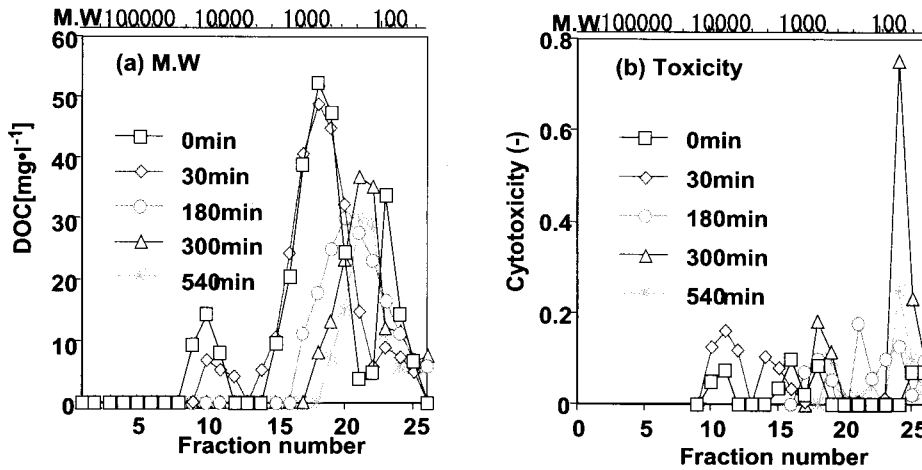 M.W 100000 10000 1000 100
60
50
40
30
20
10
0
DOC[mg•l-1]
(a) M.W
0min
30min
180min
300min
540min
5 10 15 20 25
Fraction number
M.W 100000 10000 1000 100
0.8
0.6
0.4
0.2
0
Cytotoxicity (-)
(b) Toxicity
0min
30min
180min
300min
540min
0 5 10 15 20 25
Fraction number